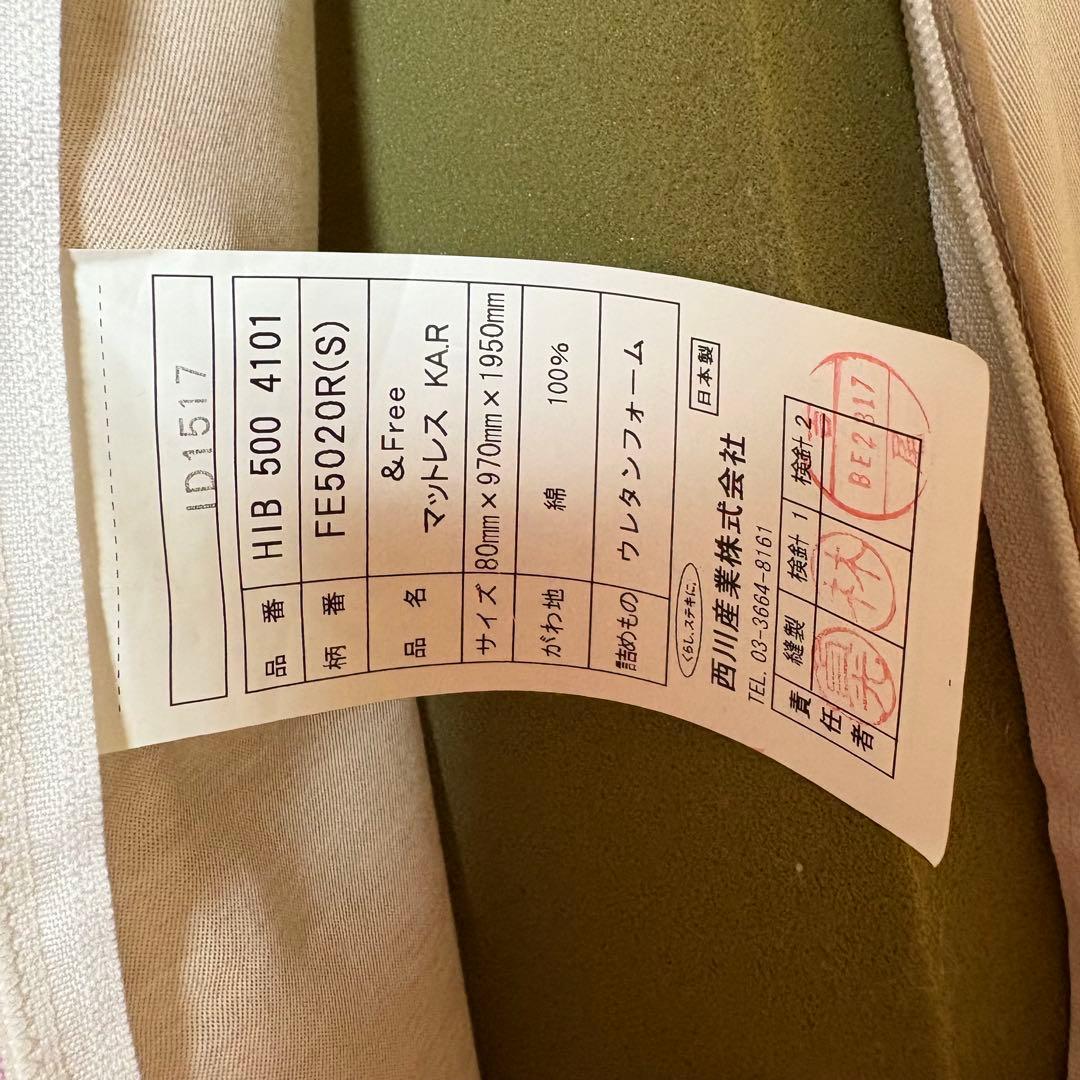 ID1517
品番 HIB 500 4101
柄番 FE5020R(S)
品名 &Free
マットレス KA.R
サイズ 80mm×970mm×1950mm
がわ地 綿 100%
詰めもの ウレタンフォーム
日本製
くらし、ステキに。
西川産業株式会社
TEL. 03-3664-8161
責任者 縫製 検針1 検針2
林
BE2 317